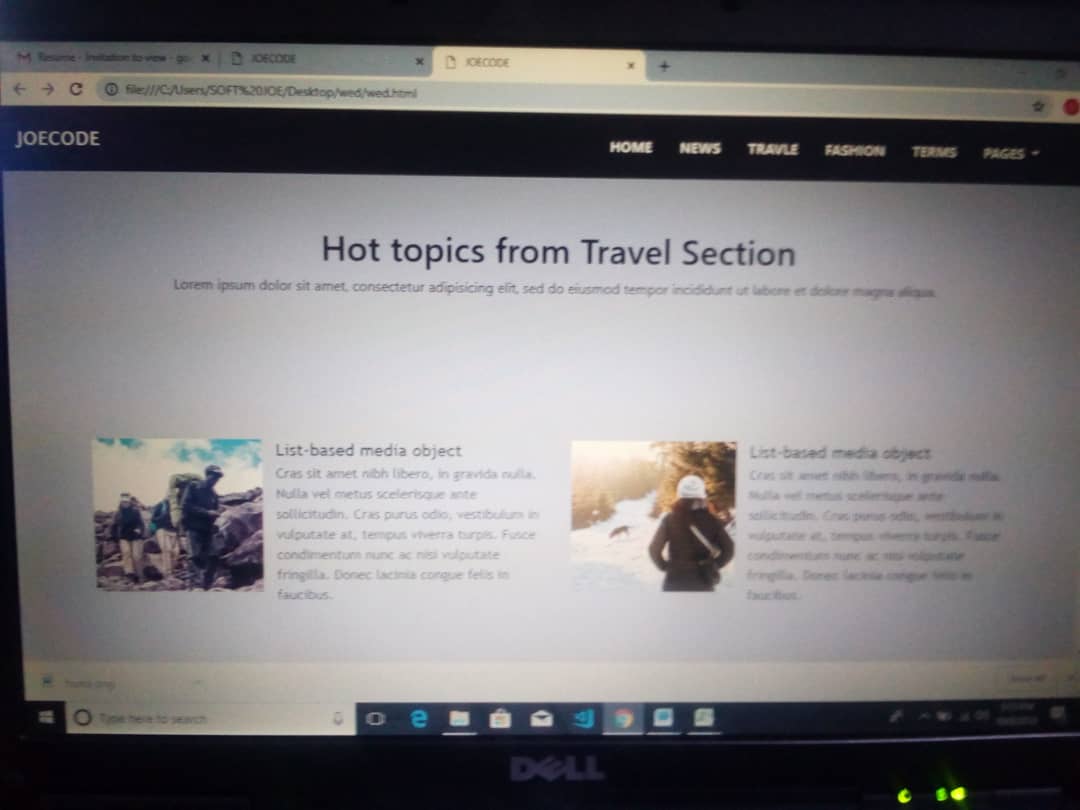 Resume - Invitation to view - go
JOECODE
JOECODE
file:///C:/Users/SOFT%20JOE/Desktop/wed/wed.html
JOECODE
HOME NEWS TRAVLE FASHION TERMS PAGES
Hot topics from Travel Section
Lorem ipsum dolor sit amet, consectetur adipisicing elit, sed do eiusmod tempor incididunt ut labore et dolore magna aliqua.
List-based media object
Cras sit amet nibh libero, in gravida nulla.
Nulla vel metus scelerisque ante
sollicitudin. Cras purus odio, vestibulum in
vulputate at, tempus viverra turpis. Fusce
condimentum nunc ac nisi vulputate
fringilla. Donec lacinia congue felis in
faucibus.
List-based media object
Cras sit amet nibh libero, in gravida nulla.
Nulla vel metus scelerisque ante
sollicitudin. Cras purus odio, vestibulum in
vulputate at, tempus viverra turpis. Fusce
condimentum nunc ac nisi vulputate
fringilla. Donec lacinia congue felis in
faucibus.
Show all
Type here to search
DELL